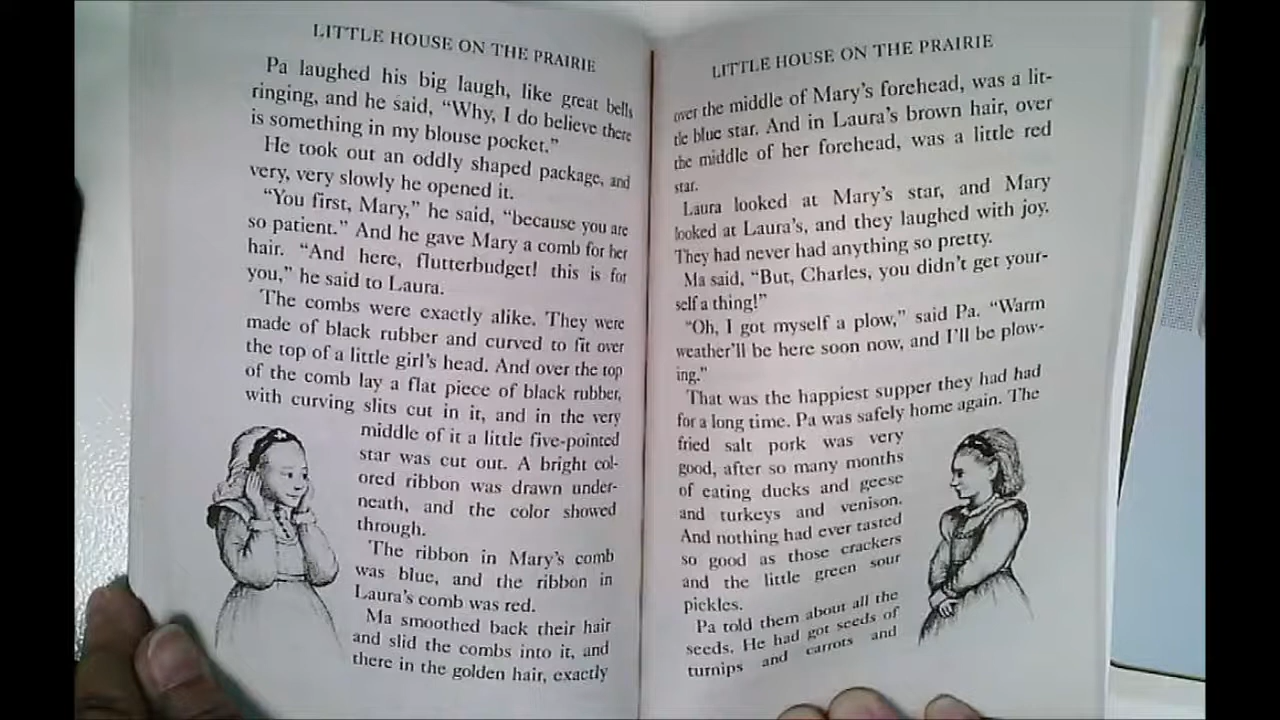 LITTLE HOUSE ON THE PRAIRIE
Pa laughed his big laugh, like great bells
ringing, and he said, “Why, I do believe there
is something in my blouse pocket.”
He took out an oddly shaped package, and
very, very slowly he opened it.
“You first, Mary,” he said, “because you are
so patient.” And he gave Mary a comb for her
hair. “And here, flutterbudget! this is for
you,” he said to Laura.
The combs were exactly alike. They were
made of black rubber and curved to fit over
the top of a little girl’s head. And over the top
of the comb lay a flat piece of black rubber,
with curving slits cut in it, and in the very
middle of it a little five-pointed
star was cut out. A bright col-
ored ribbon was drawn under-
neath, and the color showed
through.
The ribbon in Mary’s comb
was blue, and the ribbon in
Laura’s comb was red.
Ma smoothed back their hair
and slid the combs into it, and
there in the golden hair, exactly
LITTLE HOUSE ON THE PRAIRIE
over the middle of Mary’s forehead, was a lit-
tle blue star. And in Laura’s brown hair, over
the middle of her forehead, was a little red
star.
Laura looked at Mary’s star, and Mary
looked at Laura’s, and they laughed with joy.
They had never had anything so pretty.
Ma said, “But, Charles, you didn’t get your-
self a thing!”
“Oh, I got myself a plow,” said Pa. “Warm
weather’ll be here soon now, and I’ll be plow-
ing.”
That was the happiest supper they had had
for a long time. Pa was safely home again. The
fried salt pork was very
good, after so many months
of eating ducks and geese
and turkeys and venison.
And nothing had ever tasted
so good as those crackers
and the little green sour
pickles.
Pa told them about all the
seeds. He had got seeds of
turnips and carrots and